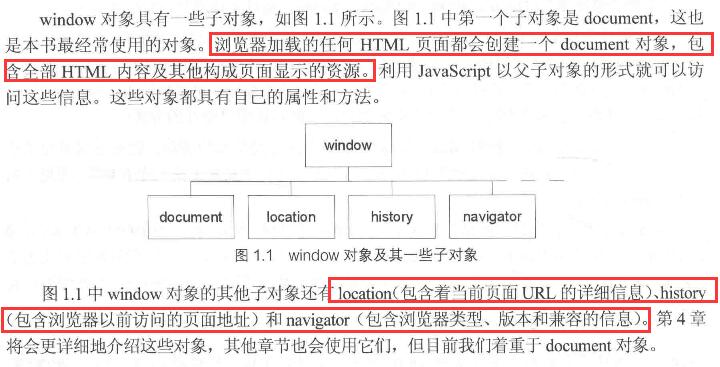 window 对象具有一些子对象，如图 1.1 所示。图 1.1 中第一个子对象是 document，这也
是本书最经常使用的对象。浏览器加载的任何 HTML 页面都会创建一个 document 对象，包
含全部 HTML 内容及其他构成页面显示的资源。利用 JavaScript 以父子对象的形式就可以访
问这些信息。这些对象都具有自己的属性和方法。
window
document location history navigator
图 1.1 window 对象及其一些子对象
图 1.1 中 window 对象的其他子对象还有 location（包含着当前页面 URL 的详细信息）、history
（包含浏览器以前访问的页面地址）和 navigator（包含浏览器类型、版本和兼容的信息）。第 4 章
将会更详细地介绍这些对象，其他章节也会使用它们，但目前我们着重于 document 对象。